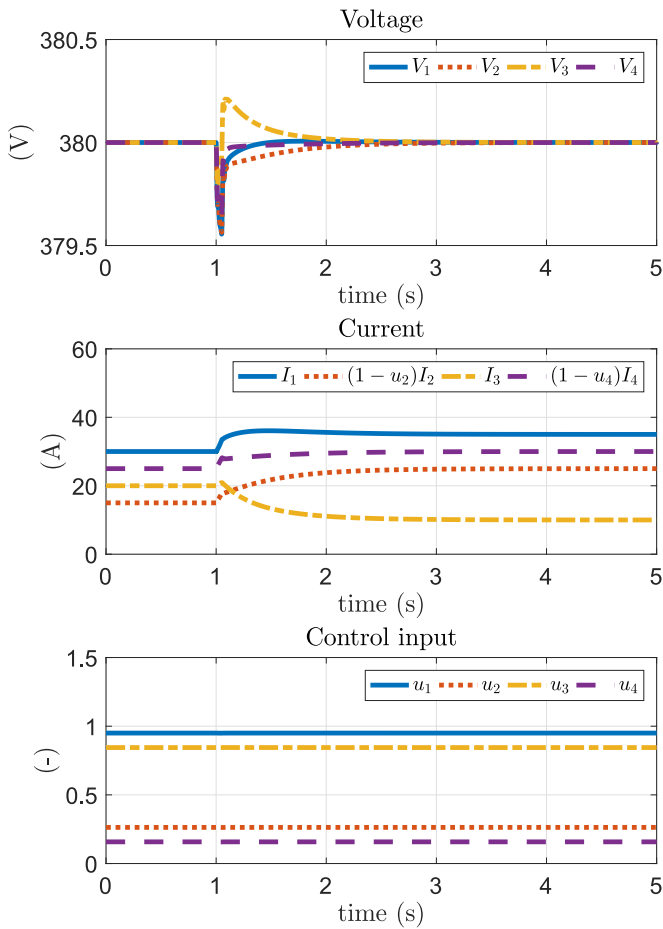 Voltage
380.5
V₁ V₂ V₃ V₄
(V)
380
379.5
0 1 2 3 4 5
time (s)
Current
60
I₁ (1 − u₂)I₂ I₃ (1 − u₄)I₄
40
(A)
20
0
0 1 2 3 4 5
time (s)
Control input
1.5
u₁ u₂ u₃ u₄
1
(-)
0.5
0
0 1 2 3 4 5
time (s)